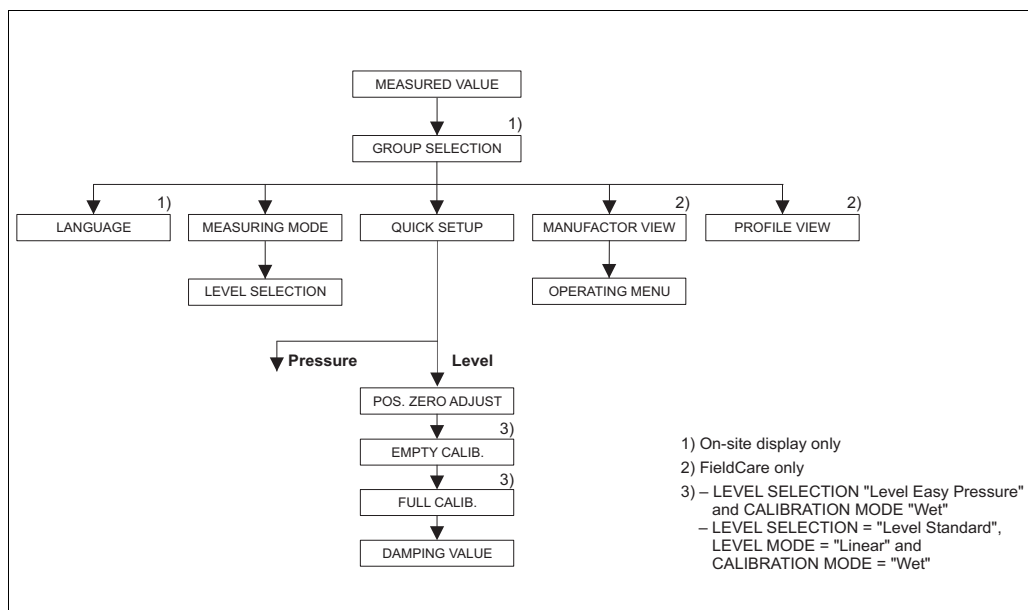 MEASURED VALUE
1)
GROUP SELECTION
1)
2)
2)
LANGUAGE
MEASURING MODE
QUICK SETUP
MANUFACTOR VIEW
PROFILE VIEW
LEVEL SELECTION
OPERATING MENU
Pressure
Level
POS. ZERO ADJUST
3)
EMPTY CALIB.
3)
FULL CALIB.
DAMPING VALUE
1) On-site display only
2) FieldCare only
3) – LEVEL SELECTION "Level Easy Pressure"
and CALIBRATION MODE "Wet"
– LEVEL SELECTION = "Level Standard",
LEVEL MODE = "Linear" and
CALIBRATION MODE = "Wet"